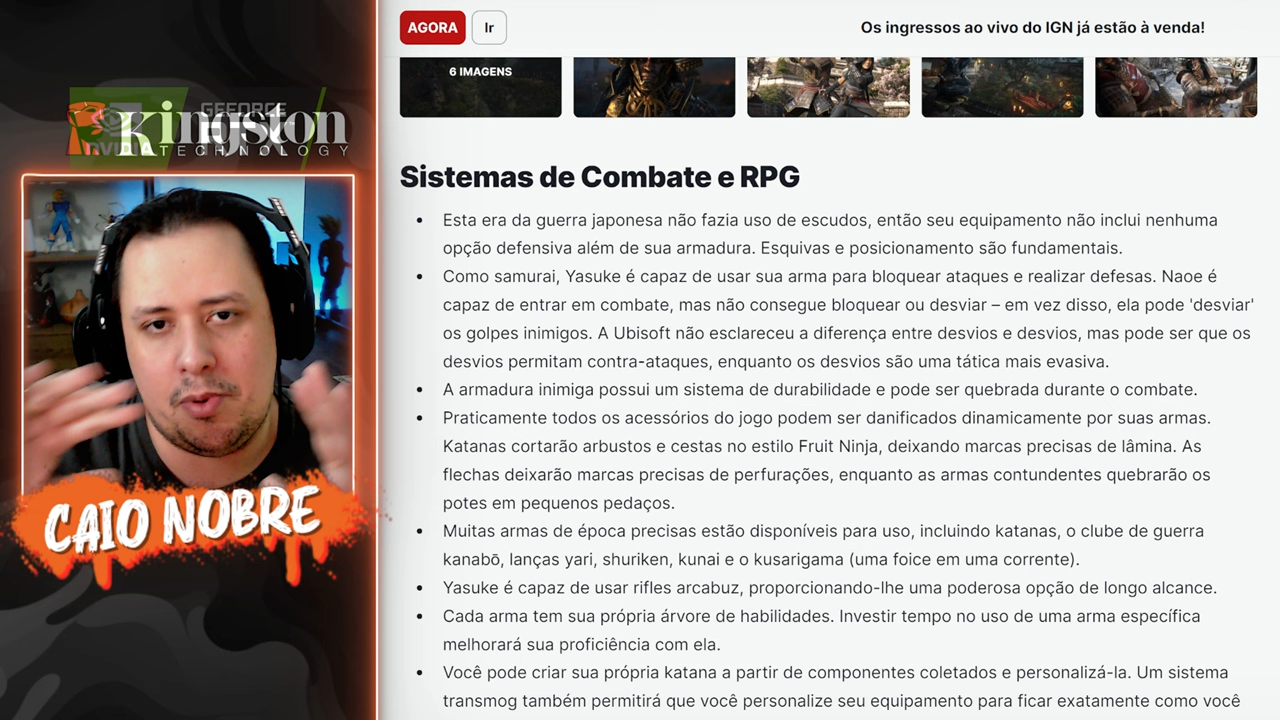 AGORA
Ir
Os ingressos ao vivo do IGN já estão à venda!
6 IMAGENS
GEFORCE
Kingston
TECHNOLOGY
NVIDIA
CAIO NOBRE
Sistemas de Combate e RPG
Esta era da guerra japonesa não fazia uso de escudos, então seu equipamento não inclui nenhuma
opção defensiva além de sua armadura. Esquivas e posicionamento são fundamentais.
Como samurai, Yasuke é capaz de usar sua arma para bloquear ataques e realizar defesas. Naoe é
capaz de entrar em combate, mas não consegue bloquear ou desviar – em vez disso, ela pode 'desviar'
os golpes inimigos. A Ubisoft não esclareceu a diferença entre desvios e desvios, mas pode ser que os
desvios permitam contra-ataques, enquanto os desvios são uma tática mais evasiva.
A armadura inimiga possui um sistema de durabilidade e pode ser quebrada durante o combate.
Praticamente todos os acessórios do jogo podem ser danificados dinamicamente por suas armas.
Katanas cortarão arbustos e cestas no estilo Fruit Ninja, deixando marcas precisas de lâmina. As
flechas deixarão marcas precisas de perfurações, enquanto as armas contundentes quebrarão os
potes em pequenos pedaços.
Muitas armas de época precisas estão disponíveis para uso, incluindo katanas, o clube de guerra
kanabō, lanças yari, shuriken, kunai e o kusarigama (uma foice em uma corrente).
Yasuke é capaz de usar rifles arcabuz, proporcionando-lhe uma poderosa opção de longo alcance.
Cada arma tem sua própria árvore de habilidades. Investir tempo no uso de uma arma específica
melhorará sua proficiência com ela.
Você pode criar sua própria katana a partir de componentes coletados e personalizá-la. Um sistema
transmog também permitirá que você personalize seu equipamento para ficar exatamente como você